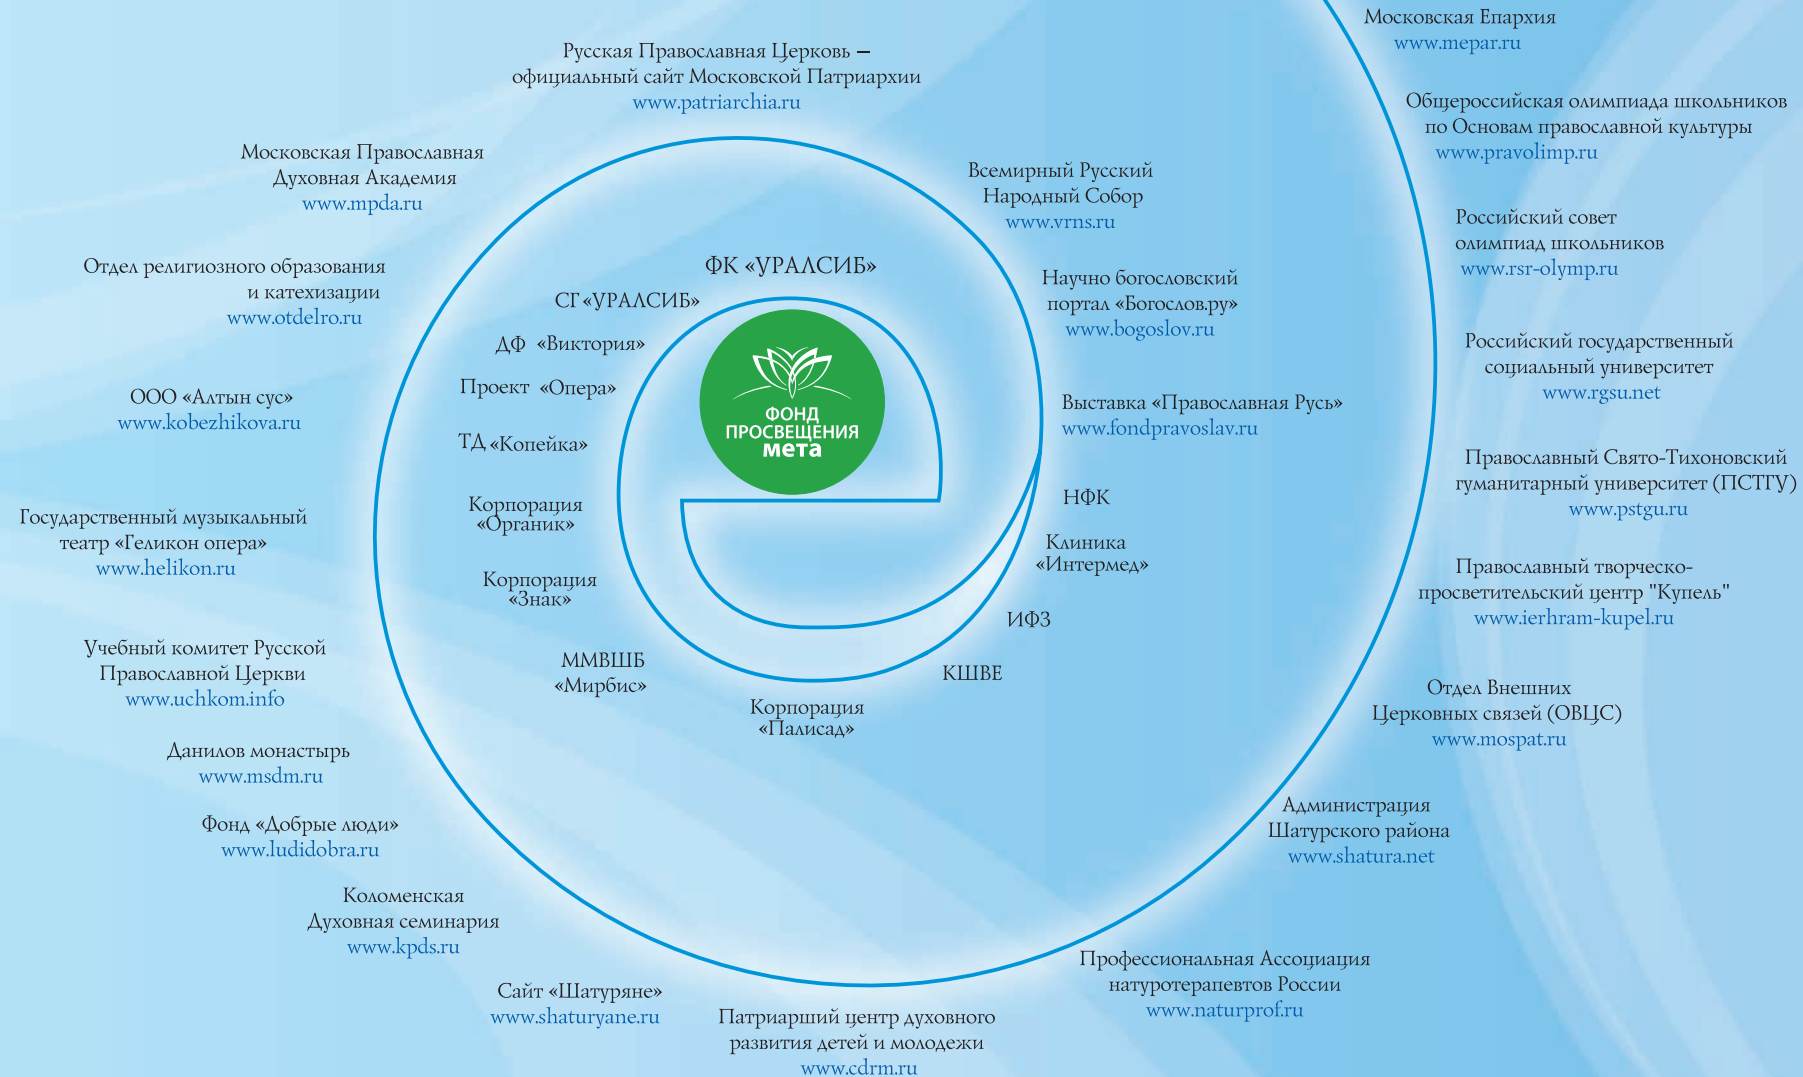 Московская Епархия
www.mepar.ru
Русская Православная Церковь –
официальный сайт Московской Патриархии
www.patriarchia.ru
Общероссийская олимпиада школьников
по Основам православной культуры
www.pravolimp.ru
Московская Православная
Духовная Академия
www.mpda.ru
Всемирный Русский
Народный Собор
www.vrns.ru
Российский совет
олимпиад школьников
www.rsr-olymp.ru
Отдел религиозного образования
и катехизации
www.otdelro.ru
ФК «УРАЛСИБ»
СГ «УРАЛСИБ»
ДФ «Виктория»
Проект «Опера»
ТД «Копейка»
Корпорация
«Органик»
Корпорация
«Знак»
ММВШБ
«Мирбис»
Корпорация
«Палисад»
КШВЕ
ИФЗ
Клиника
«Интермед»
НФК
ФОНД
ПРОСВЕЩЕНИЯ
мета
Научно богословский
портал «Богослов.ру»
www.bogoslov.ru
Выставка «Православная Русь»
www.fondpravoslav.ru
Российский государственный
социальный университет
www.rgsu.net
Православный Свято-Тихоновский
гуманитарный университет (ПСТГУ)
www.pstgu.ru
Православный творческо-
просветительский центр "Купель"
www.ierhram-kupel.ru
Отдел Внешних
Церковных связей (ОВЦС)
www.mospat.ru
Администрация
Шатурского района
www.shatura.net
Профессиональная Ассоциация
натуротерапевтов России
www.naturprof.ru
Патриарший центр духовного
развития детей и молодежи
www.cdrm.ru
Сайт «Шатуряне»
www.shaturyane.ru
Коломенская
Духовная семинария
www.kpds.ru
Фонд «Добрые люди»
www.ludidobra.ru
Данилов монастырь
www.msdm.ru
Учебный комитет Русской
Православной Церкви
www.uchkom.info
Государственный музыкальный
театр «Геликон опера»
www.helikon.ru
ООО «Алтын сус»
www.kobezhikova.ru